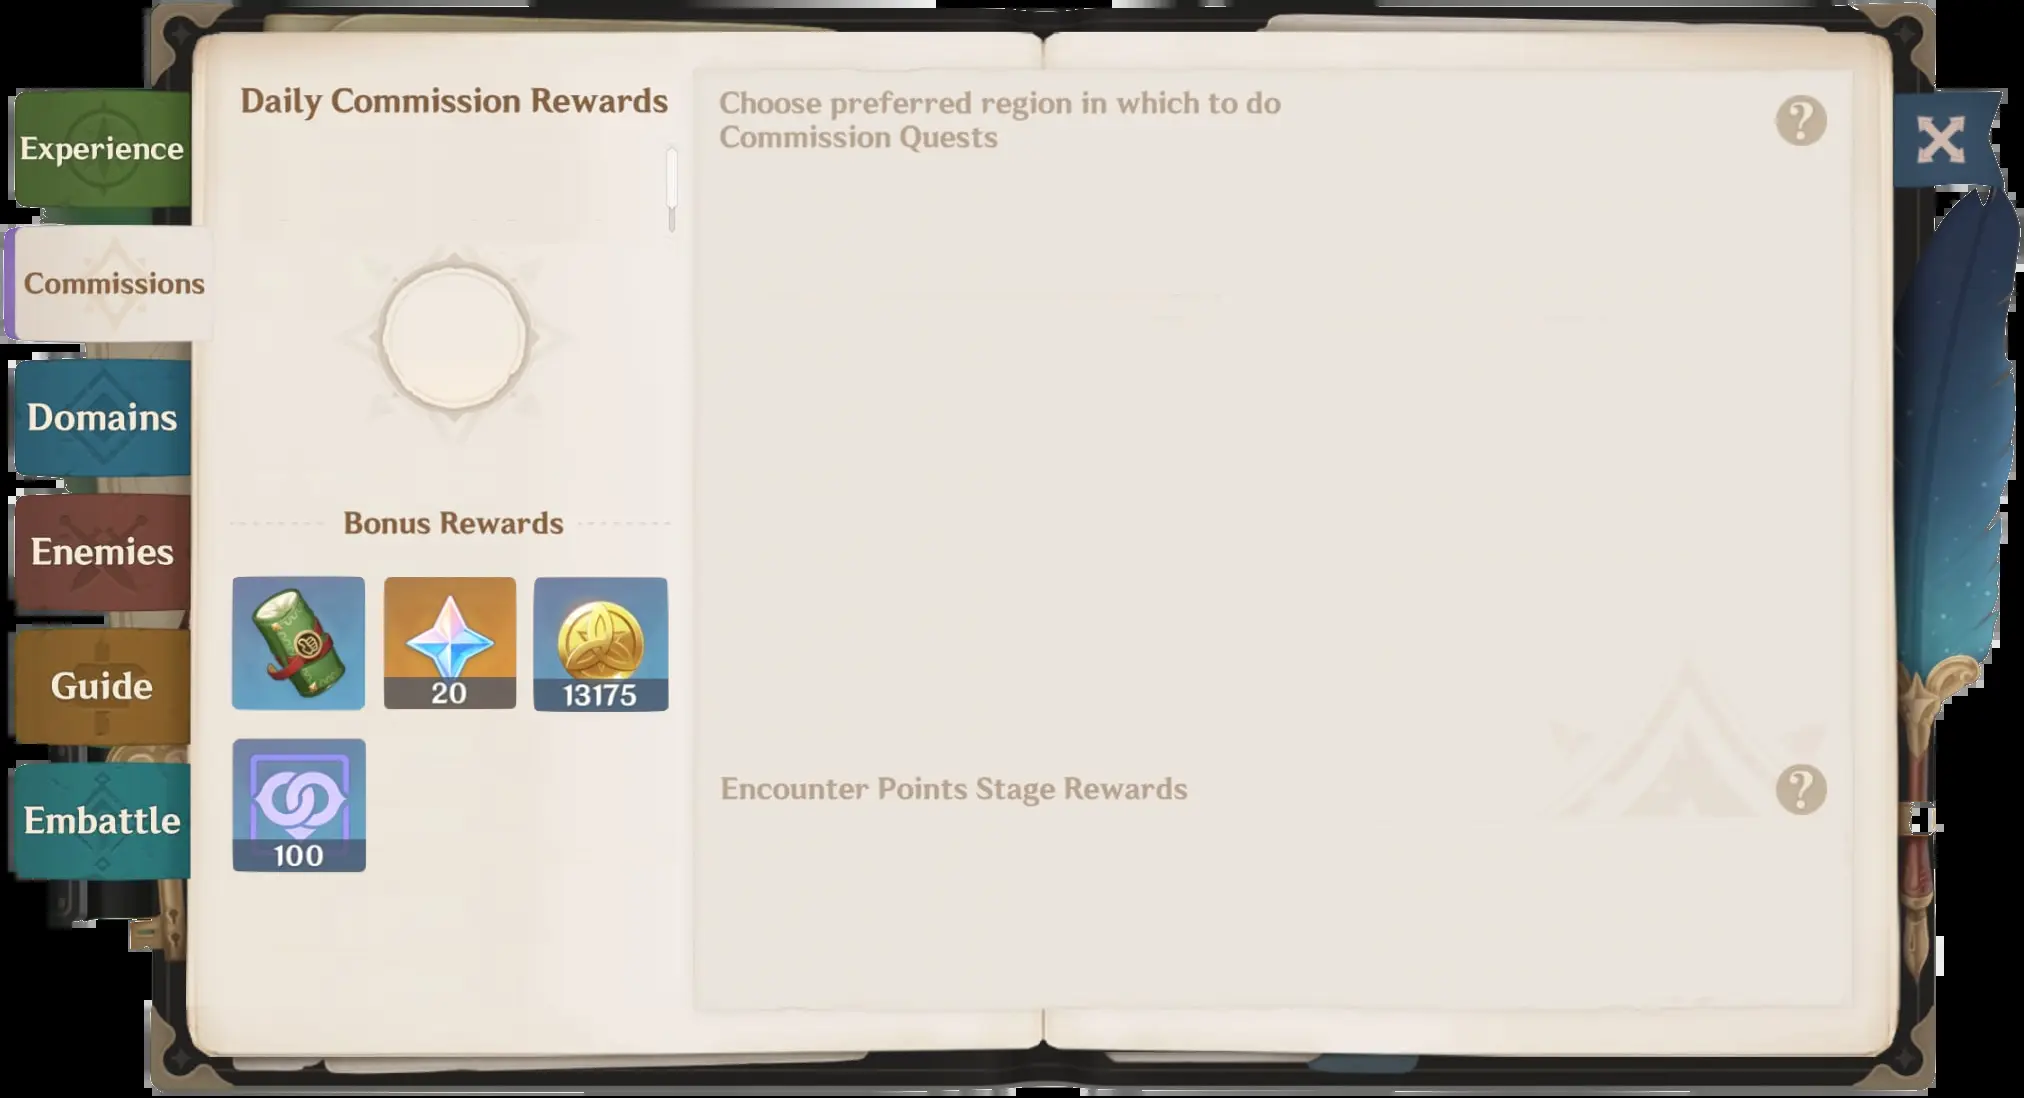 Daily Commission Rewards
Choose preferred region in which to do
Commission Quests
?
Experience
Commissions
Domains
Enemies
Guide
Embattle
Bonus Rewards
20
13175
100
Encounter Points Stage Rewards
?